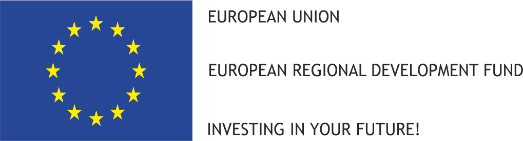 EUROPEAN UNION
EUROPEAN REGIONAL DEVELOPMENT FUND
INVESTING IN YOUR FUTURE!